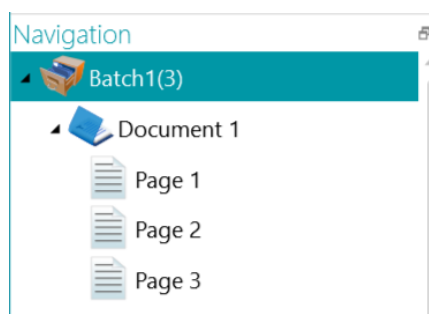 Navigation
Batch1(3)
Document 1
Page 1
Page 2
Page 3